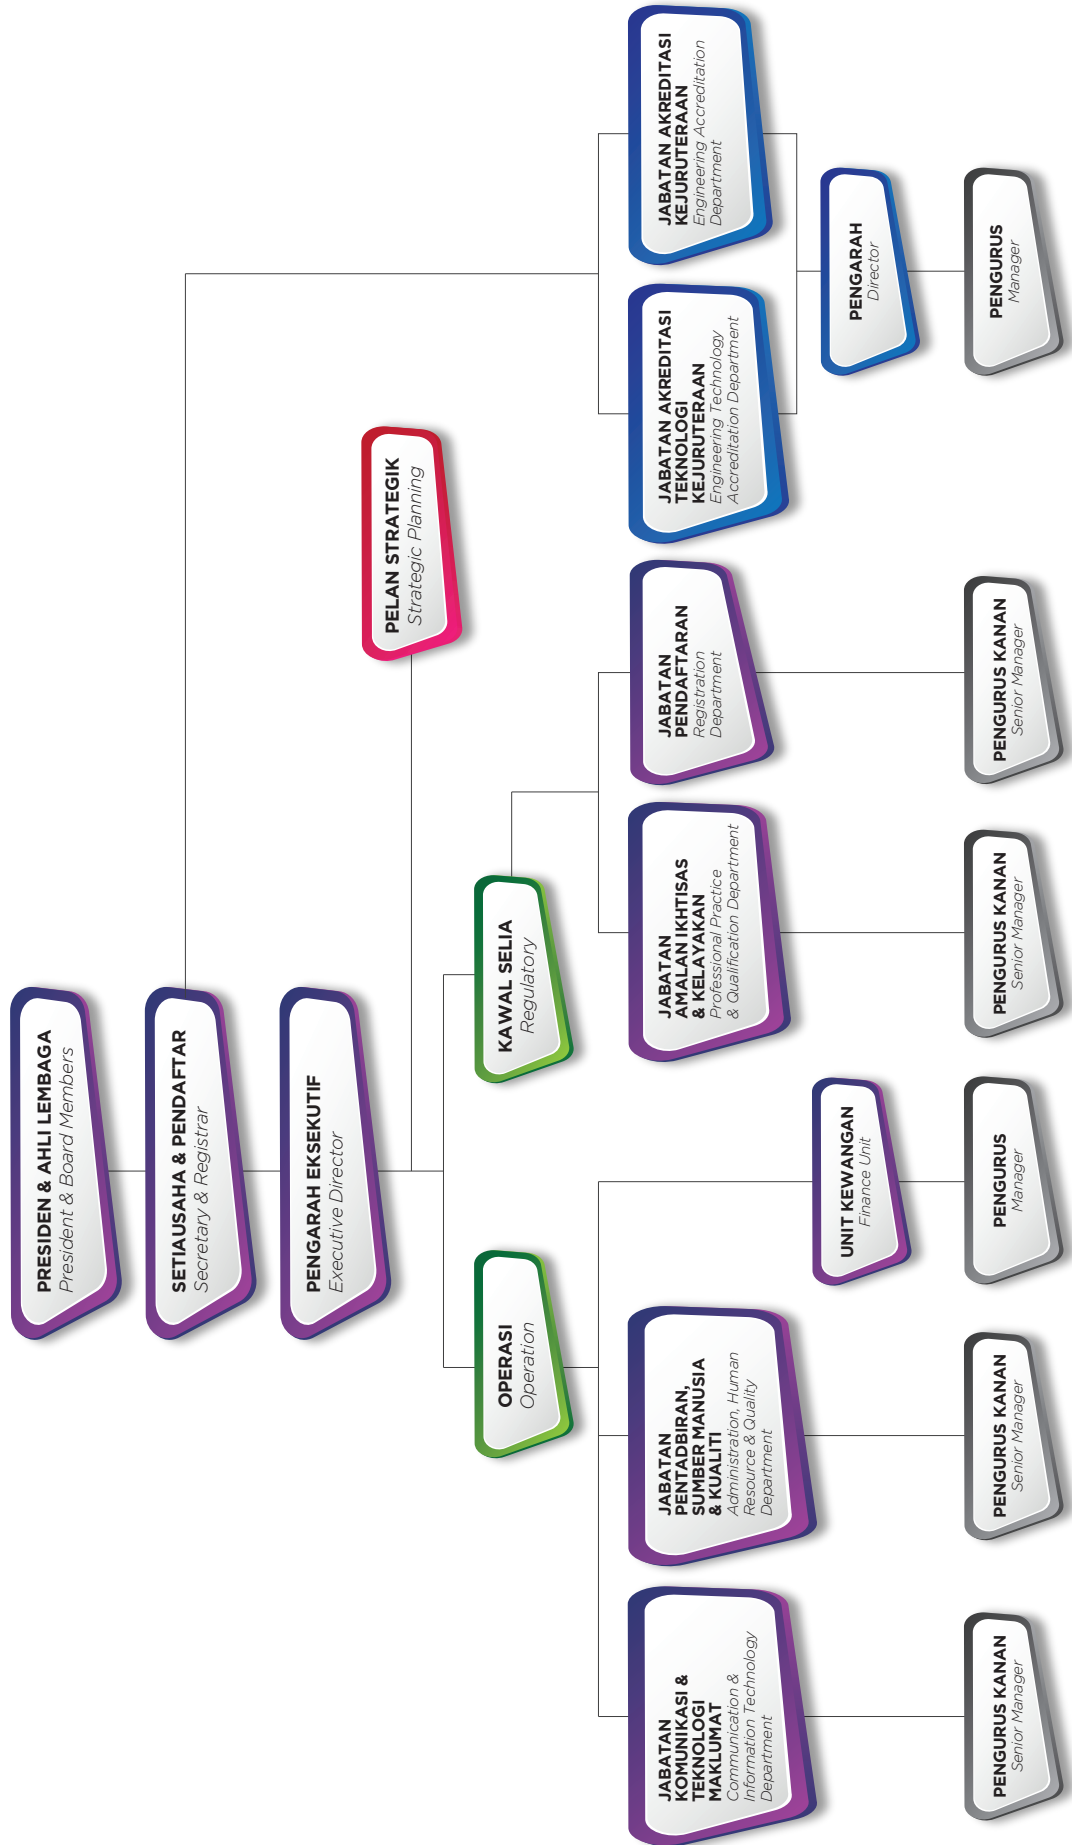 PRESIDEN & AHLI LEMBAGA
President & Board Members
SETIAUSAHA & PENDAFTAR
Secretary & Registrar
PENGARAH EKSEKUTIF
Executive Director
PELAN STRATEGIK
Strategic Planning
OPERASI
Operation
KAWAL SELIA
Regulatory
JABATAN
KOMUNIKASI &
TEKNOLOGI
MAKLUMAT
Communication &
Information Technology
Department
JABATAN
PENTADBIRAN,
SUMBER MANUSIA
& KUALITI
Administration, Human
Resource & Quality
Department
UNIT KEWANGAN
Finance Unit
JABATAN
AMALAN IKHTISAS
& KELAYAKAN
Professional Practice
& Qualification Department
JABATAN
PENDAFTARAN
Registration
Department
JABATAN AKREDITASI
TEKNOLOGI
KEJURUTERAAN
Engineering Technology
Accreditation Department
JABATAN AKREDITASI
KEJURUTERAAN
Engineering Accreditation
Department
PENGARAH
Director
PENGURUS KANAN
Senior Manager
PENGURUS KANAN
Senior Manager
PENGURUS
Manager
PENGURUS KANAN
Senior Manager
PENGURUS KANAN
Senior Manager
PENGURUS
Manager